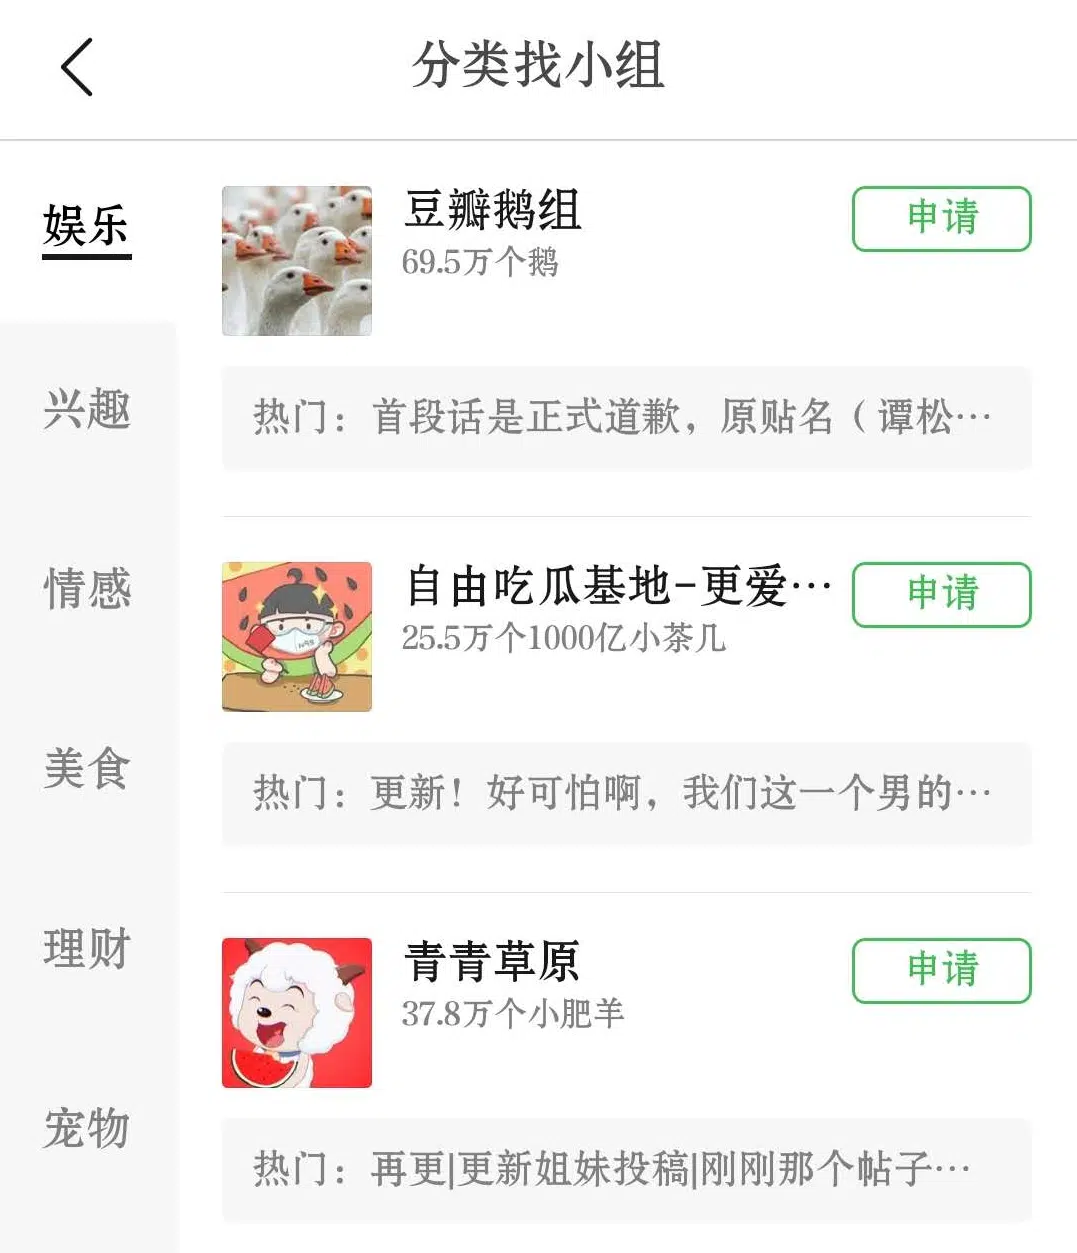 分类找小组
娱乐
兴趣
情感
美食
理财
宠物
豆瓣鹅组
69.5万个鹅
申请
热门：首段话是正式道歉，原贴名（谭松…
自由吃瓜基地-更爱…
25.5万个1000亿小茶几
申请
热门：更新！好可怕啊，我们这一个男的…
青青草原
37.8万个小肥羊
申请
热门：再更|更新姐妹投稿|刚刚那个帖子…